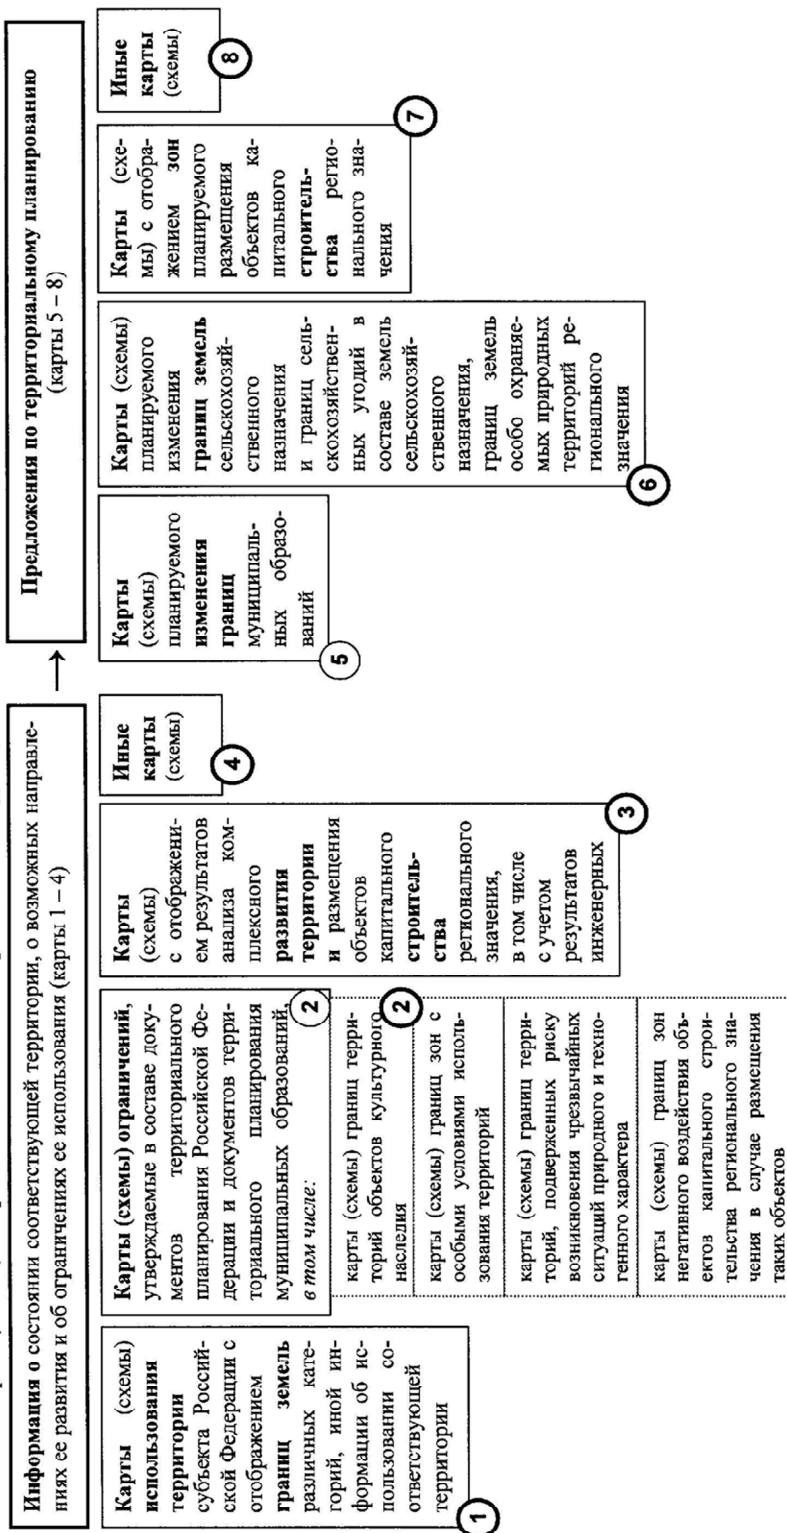 Информация о состоянии соответствующей территории, о возможных направле-
ниях ее развития и об ограничениях ее использования (карты 1 – 4)
→
Предложения по территориальному планированию
(карты 5 – 8)
Карты (схемы)
использования
территории
субъекта Россий-
ской Федерации с
отображением
границ земель
различных кате-
горий, иной ин-
формации об ис-
пользовании со-
ответствующей
территории
1
Карты (схемы) ограничений,
утверждаемые в составе доку-
ментов территориального
планирования Российской Фе-
дерации и документов терри-
ториального планирования
муниципальных образований,
в том числе:
2
карты (схемы) границ терри-
торий объектов культурного
наследия
2
карты (схемы) границ зон с
особыми условиями исполь-
зования территорий
карты (схемы) границ терри-
торий, подверженных риску
возникновения чрезвычайных
ситуаций природного и техно-
генного характера
карты (схемы) границ зон
негативного воздействия объ-
ектов капитального строи-
тельства регионального зна-
чения в случае размещения
таких объектов
Карты
(схемы)
с отображени-
ем результатов
анализа ком-
плексного
развития
территории
и размещения
объектов
капитального
строитель-
ства
регионального
значения,
в том числе
с учетом
результатов
инженерных
3
Иные
карты
(схемы)
4
Карты
(схемы)
планируемого
изменения
границ
муниципаль-
ных образо-
ваний
5
Карты (схемы)
планируемого
изменения
границ земель
сельскохозяй-
ственного
назначения
и границ сель-
скохозяйствен-
ных угодий в
составе земель
сельскохозяй-
ственного
назначения,
границ земель
особо охраняе-
мых природных
территорий ре-
гионального
значения
6
Карты (схе-
мы) с отобра-
жением зон
планируемого
размещения
объектов ка-
питального
строитель-
ства регио-
нального зна-
чения
7
Иные
карты
(схемы)
8